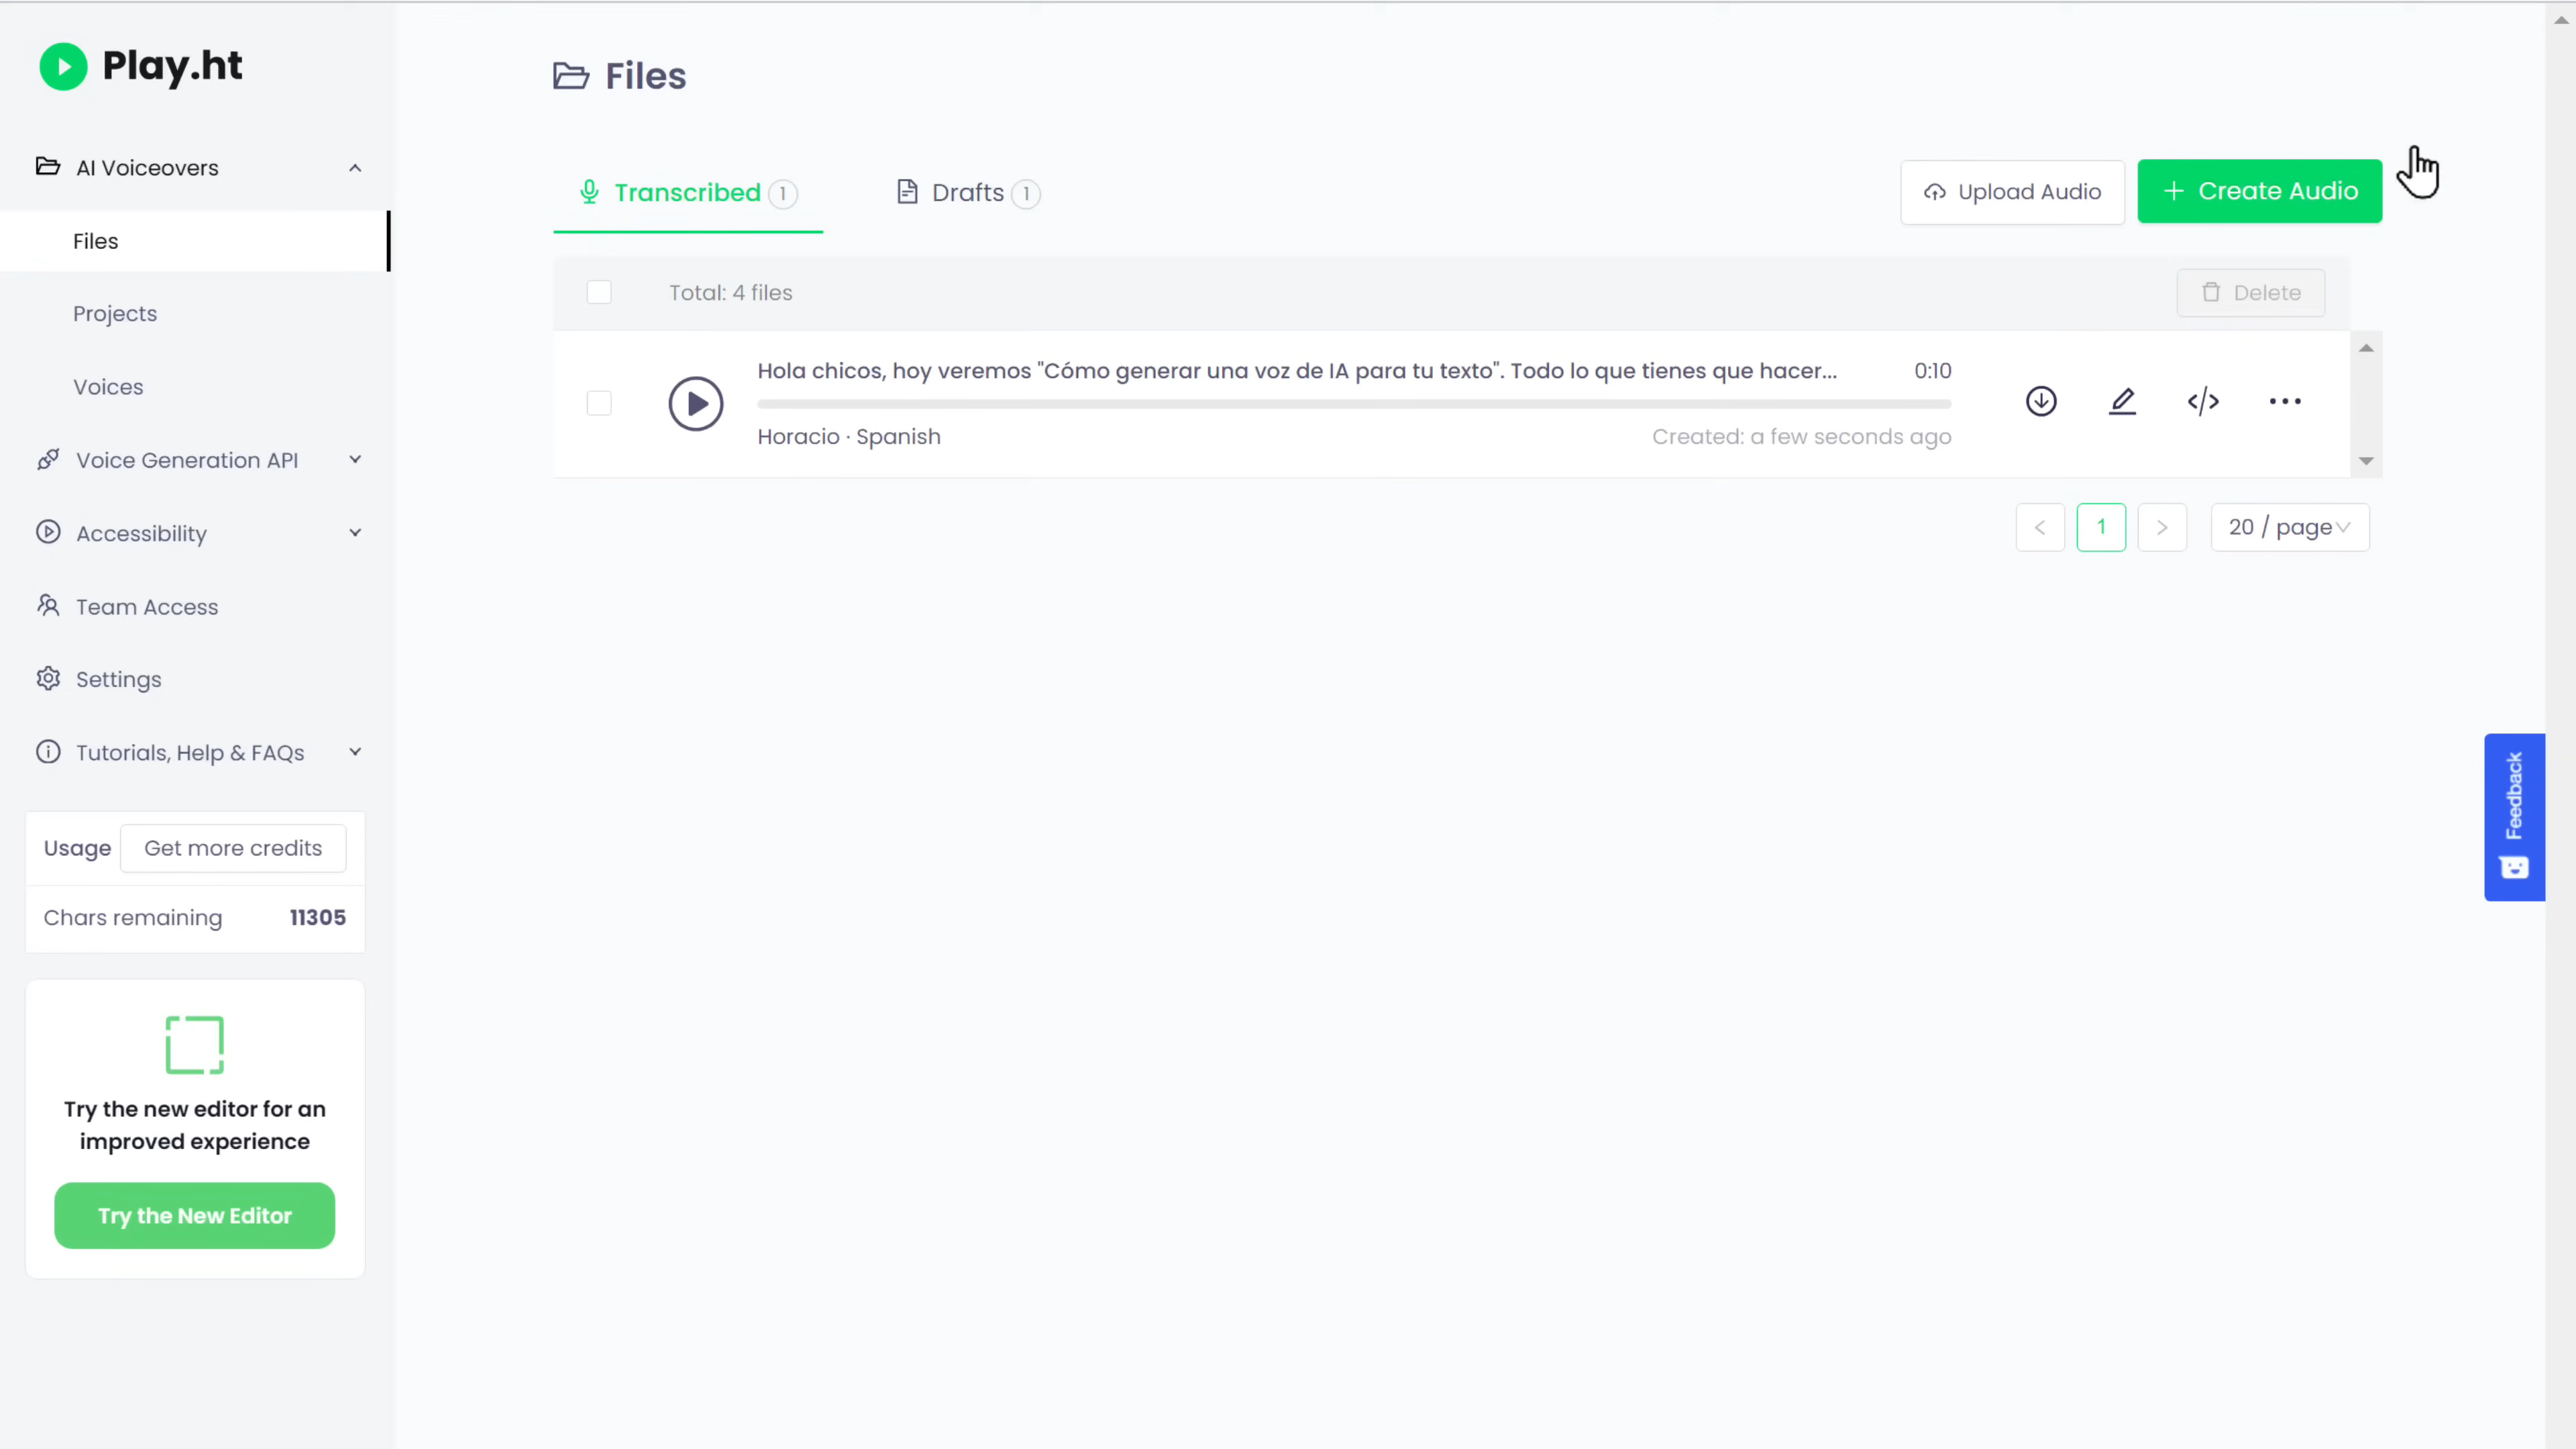 Play.ht
AI Voiceovers
Files
Projects
Voices
Voice Generation API
Accessibility
Team Access
Settings
Tutorials, Help & FAQs
Usage
Get more credits
Chars remaining
11305
Try the new editor for an
improved experience
Try the New Editor
Files
Transcribed 1
Drafts 1
Upload Audio
+ Create Audio
Total: 4 files
Delete
Hola chicos, hoy veremos "Cómo generar una voz de IA para tu texto". Todo lo que tienes que hacer...
0:10
Horacio · Spanish
Created: a few seconds ago
< 1 >
20 / page
Feedback